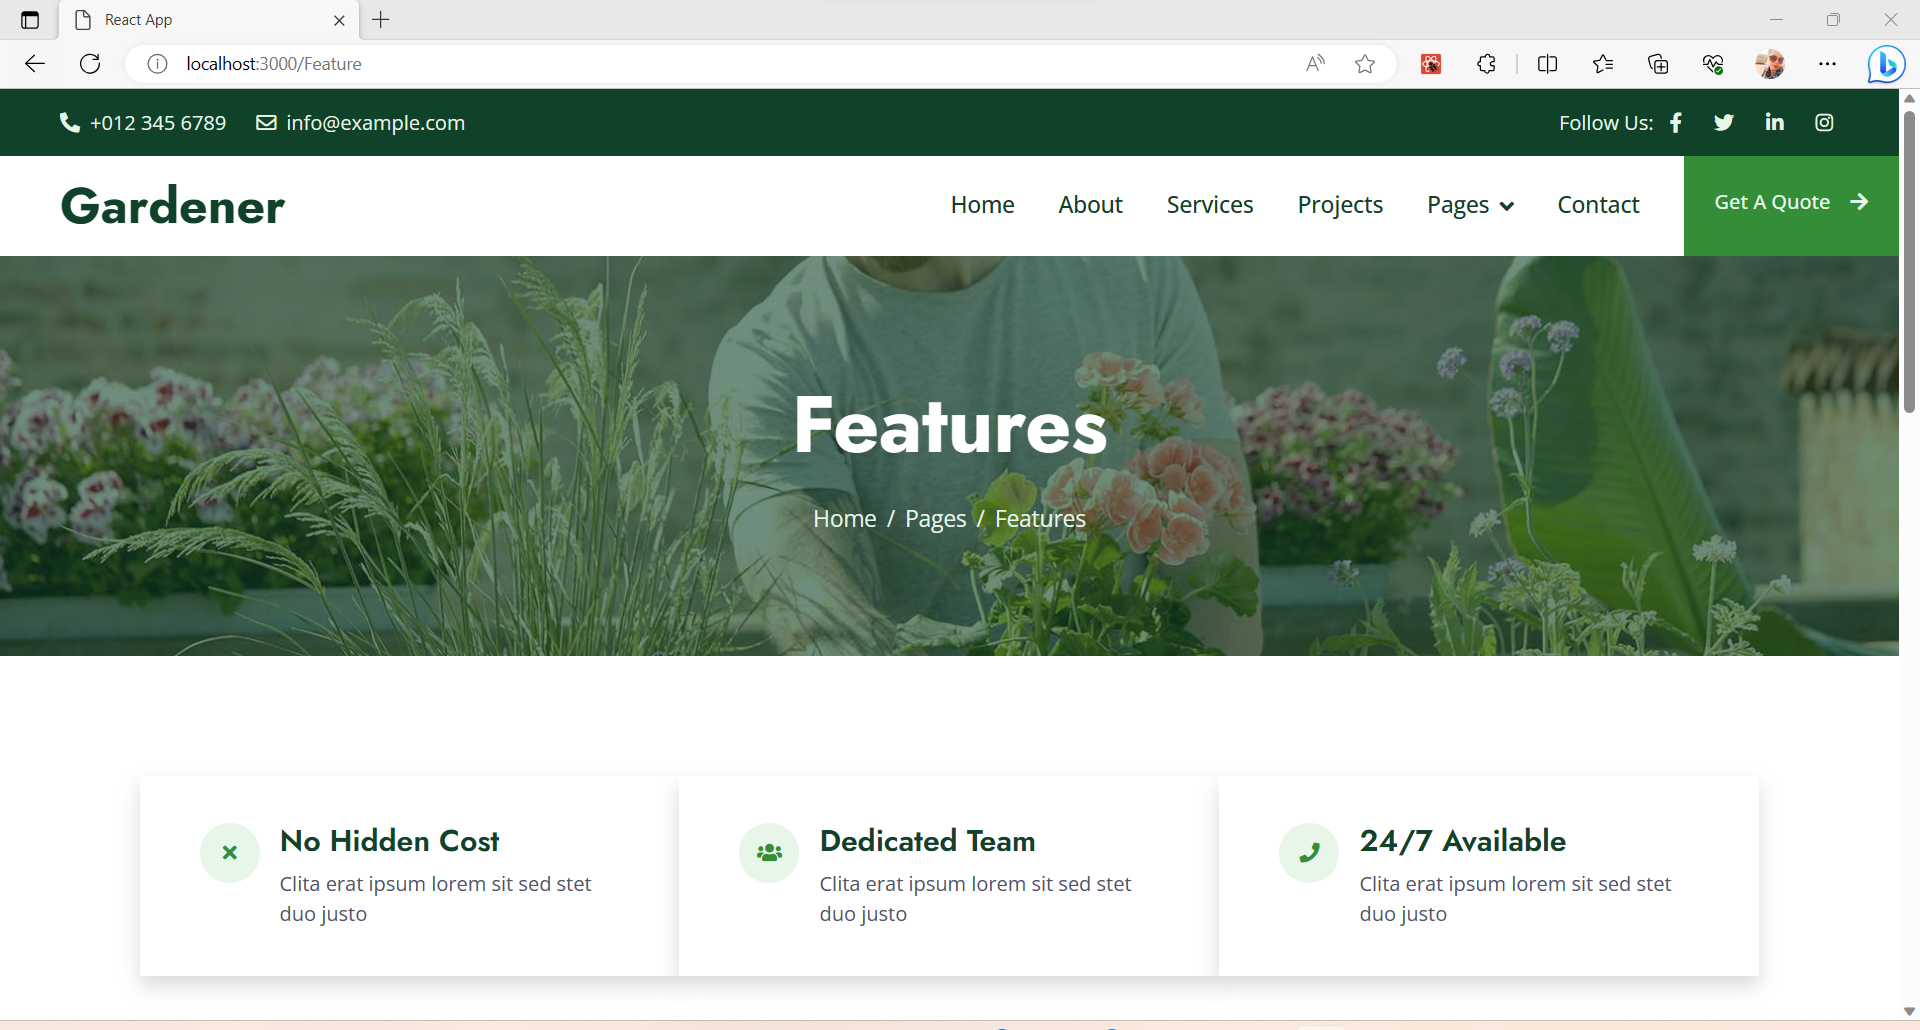 React App
localhost:3000/Feature
+012 345 6789 info@example.com Follow Us:
Gardener
Home About Services Projects Pages Contact Get A Quote
Features
Home / Pages / Features
No Hidden Cost
Clita erat ipsum lorem sit sed stet
duo justo
Dedicated Team
Clita erat ipsum lorem sit sed stet
duo justo
24/7 Available
Clita erat ipsum lorem sit sed stet
duo justo